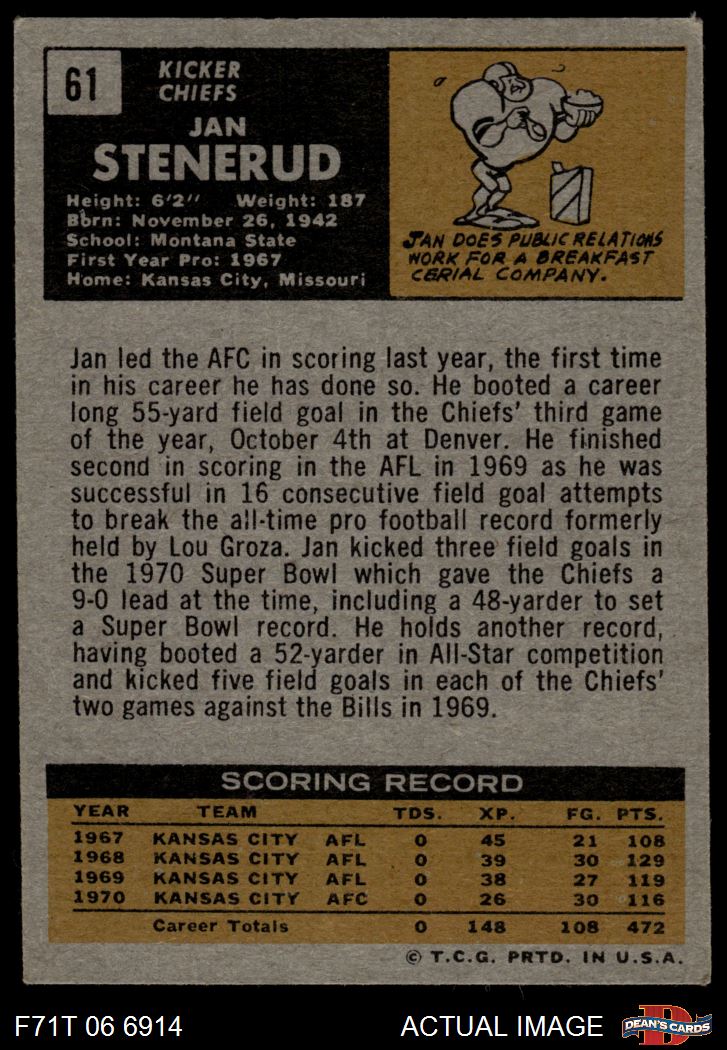 61
KICKER
CHIEFS
JAN
STENERUD
Height: 6'2" Weight: 187
Born: November 26, 1942
School: Montana State
First Year Pro: 1967
Home: Kansas City, Missouri
JAN DOES PUBLIC RELATIONS
WORK FOR A BREAKFAST
CERIAL COMPANY.
Jan led the AFC in scoring last year, the first time
in his career he has done so. He booted a career
long 55-yard field goal in the Chiefs' third game
of the year, October 4th at Denver. He finished
second in scoring in the AFL in 1969 as he was
successful in 16 consecutive field goal attempts
to break the all-time pro football record formerly
held by Lou Groza. Jan kicked three field goals in
the 1970 Super Bowl which gave the Chiefs a
9-0 lead at the time, including a 48-yarder to set
a Super Bowl record. He holds another record,
having booted a 52-yarder in All-Star competition
and kicked five field goals in each of the Chiefs'
two games against the Bills in 1969.
SCORING RECORD
YEAR TEAM TDS. XP. FG. PTS.
1967 KANSAS CITY AFL 0 45 21 108
1968 KANSAS CITY AFL 0 39 30 129
1969 KANSAS CITY AFL 0 38 27 119
1970 KANSAS CITY AFC 0 26 30 116
Career Totals 0 148 108 472
© T.C.G. PRTD. IN U.S.A.
F71T 06 6914 ACTUAL IMAGE
D
DEAN'S CARDS